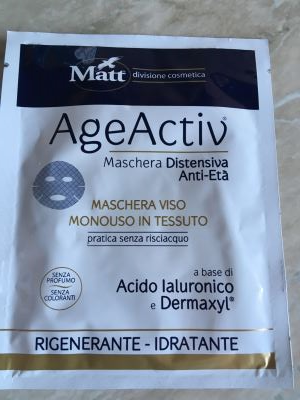 Matt
divisione cosmetica
AgeActiv®
Maschera Distensiva
Anti-Età
MASCHERA VISO
MONOUSO IN TESSUTO
pratica senza risciacquo
SENZA
PROFUMO
SENZA
COLORANTI
a base di
Acido Ialuronico
e Dermaxyl®
RIGENERANTE - IDRATANTE